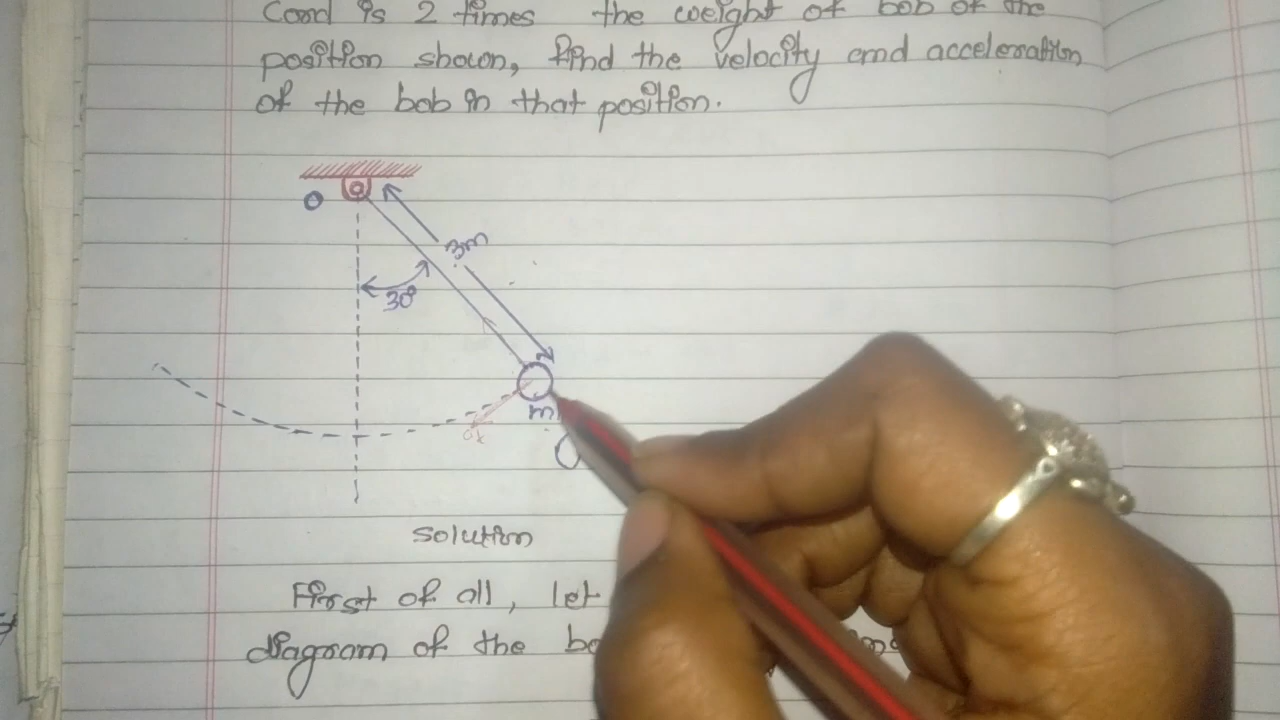 Cord is 2 times the weight of bob of the
position shown, find the velocity and acceleration
of the bob in that position.
O
3m
30°
m
solution
First of all, let
diagram of the